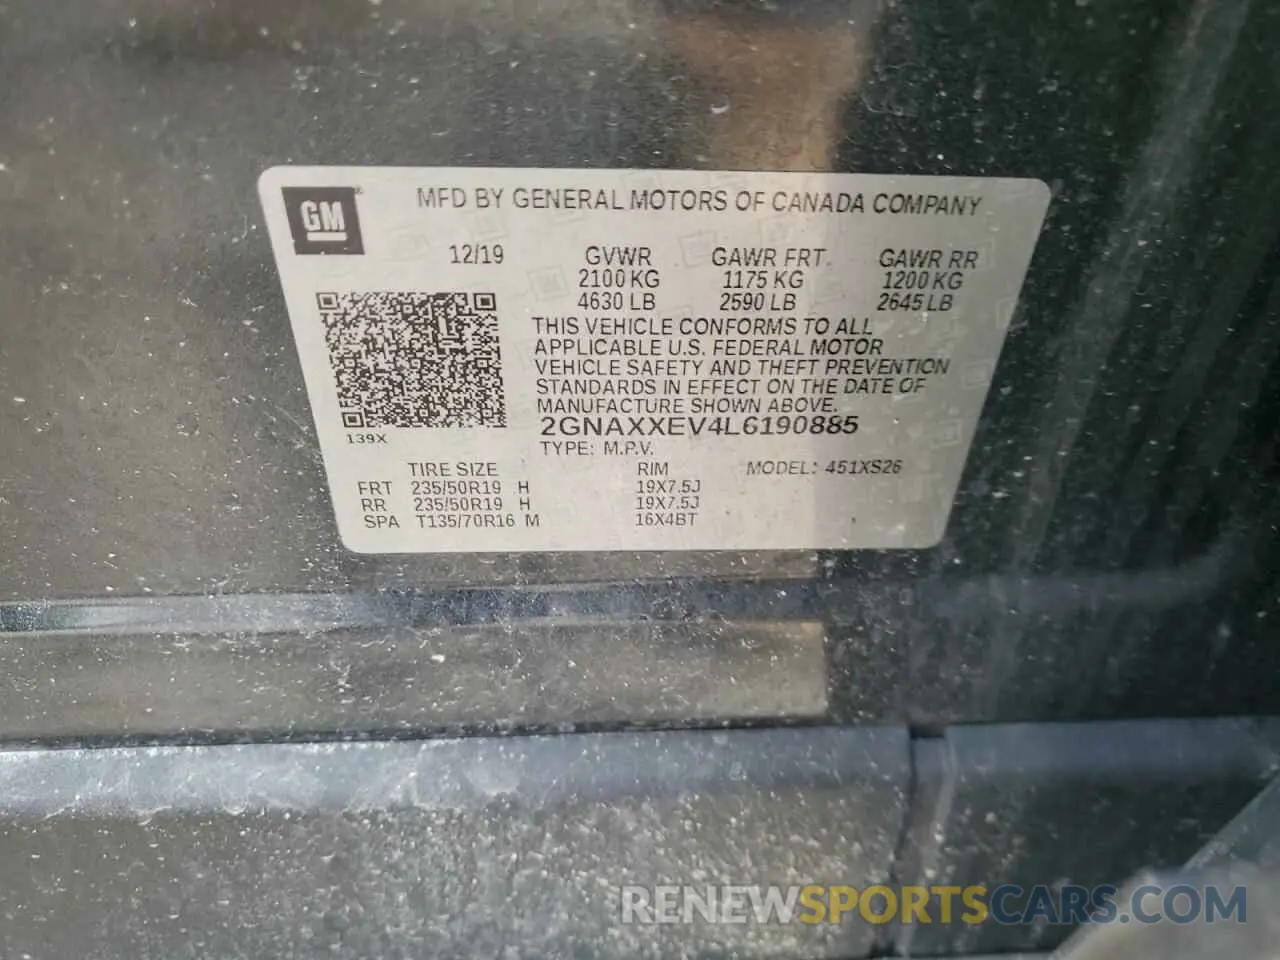 GM ®
MFD BY GENERAL MOTORS OF CANADA COMPANY
12/19 GVWR GAWR FRT. GAWR RR
2100 KG 1175 KG 1200 KG
4630 LB 2590 LB 2645 LB
THIS VEHICLE CONFORMS TO ALL
APPLICABLE U.S. FEDERAL MOTOR
VEHICLE SAFETY AND THEFT PREVENTION
STANDARDS IN EFFECT ON THE DATE OF
MANUFACTURE SHOWN ABOVE.
2GNAXXEV4L6190885
139X
TYPE: M.P.V.
TIRE SIZE RIM MODEL: 451XS26
FRT 235/50R19 H 19X7.5J
RR 235/50R19 H 19X7.5J
SPA T135/70R16 M 16X4BT
RENEWSPORTSCARS.COM